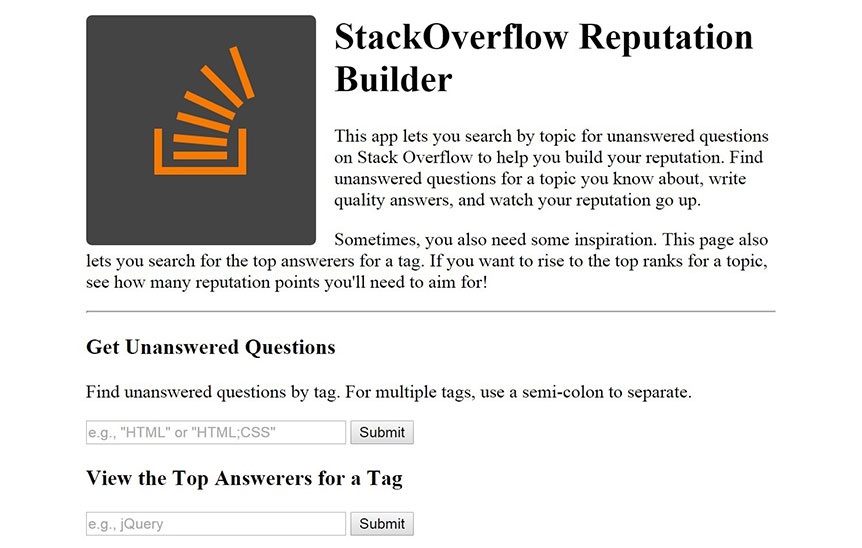 StackOverflow Reputation
Builder
This app lets you search by topic for unanswered questions
on Stack Overflow to help you build your reputation. Find
unanswered questions for a topic you know about, write
quality answers, and watch your reputation go up.
Sometimes, you also need some inspiration. This page also
lets you search for the top answerers for a tag. If you want to rise to the top ranks for a topic,
see how many reputation points you'll need to aim for!
Get Unanswered Questions
Find unanswered questions by tag. For multiple tags, use a semi-colon to separate.
e.g., "HTML" or "HTML;CSS" Submit
View the Top Answerers for a Tag
e.g., jQuery Submit